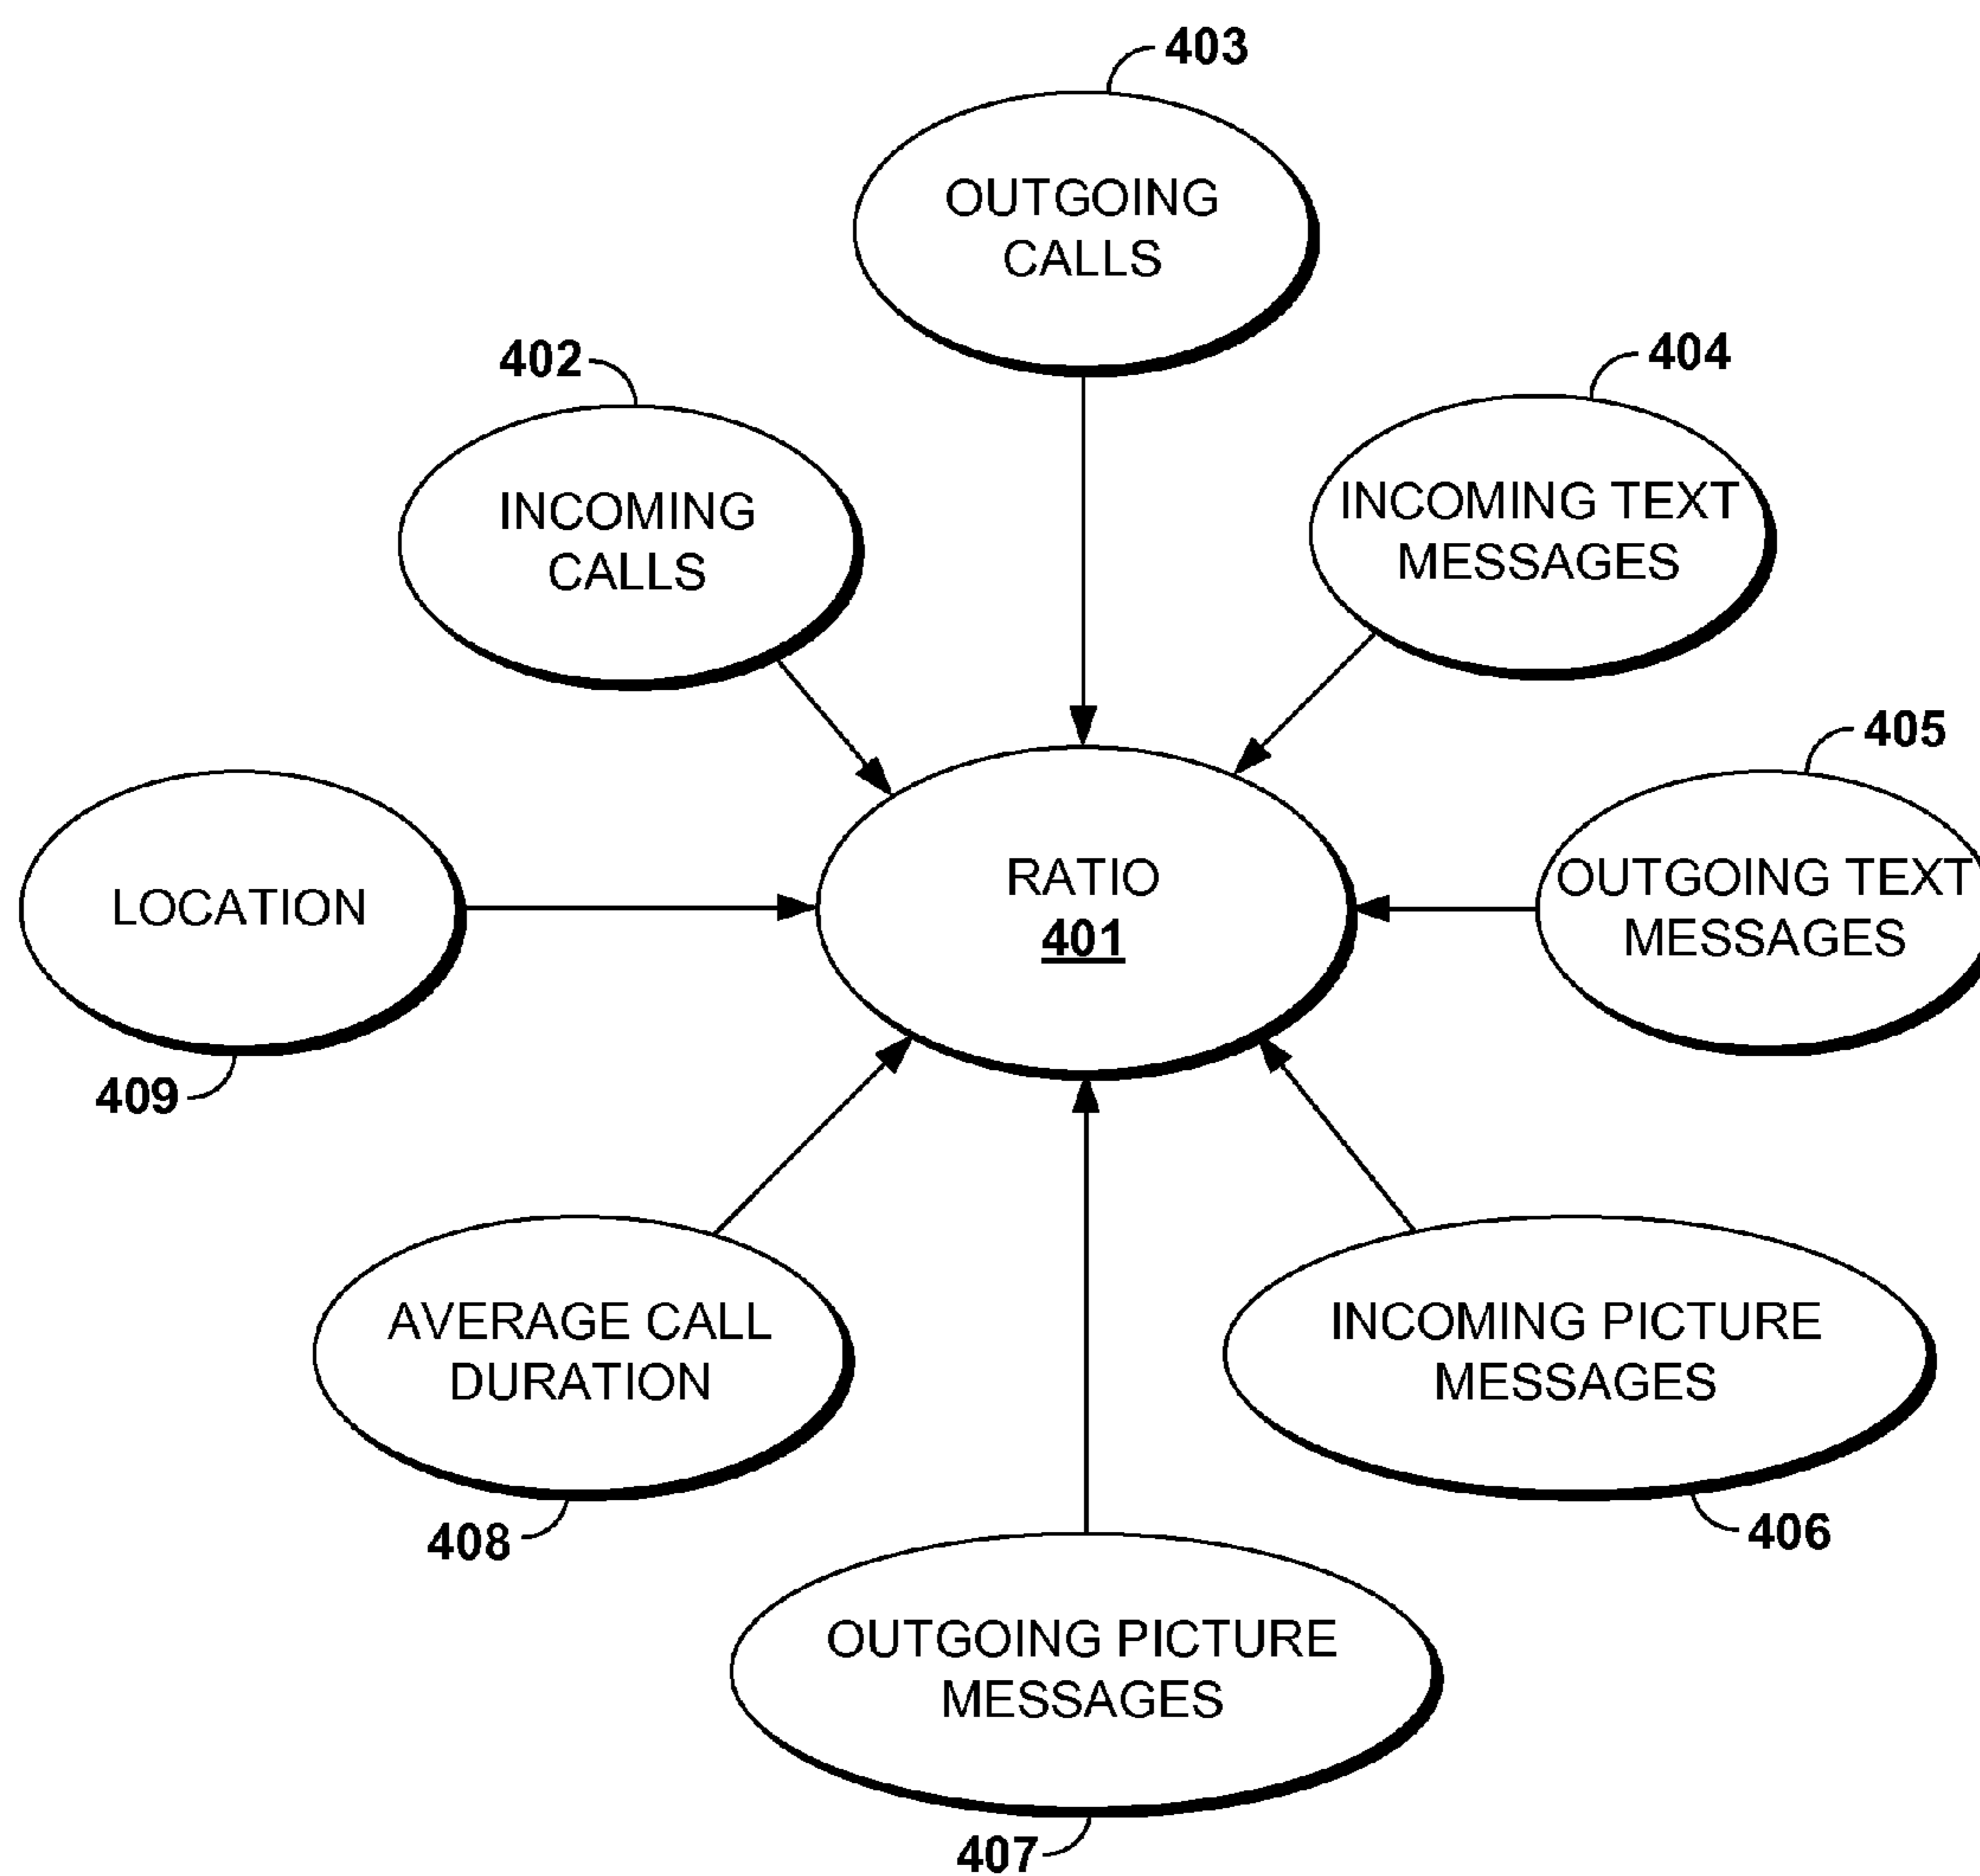 403
OUTGOING
CALLS
402
INCOMING
CALLS
404
INCOMING TEXT
MESSAGES
405
OUTGOING TEXT
MESSAGES
RATIO
401
LOCATION
409
AVERAGE CALL
DURATION
408
INCOMING PICTURE
MESSAGES
406
OUTGOING PICTURE
MESSAGES
407